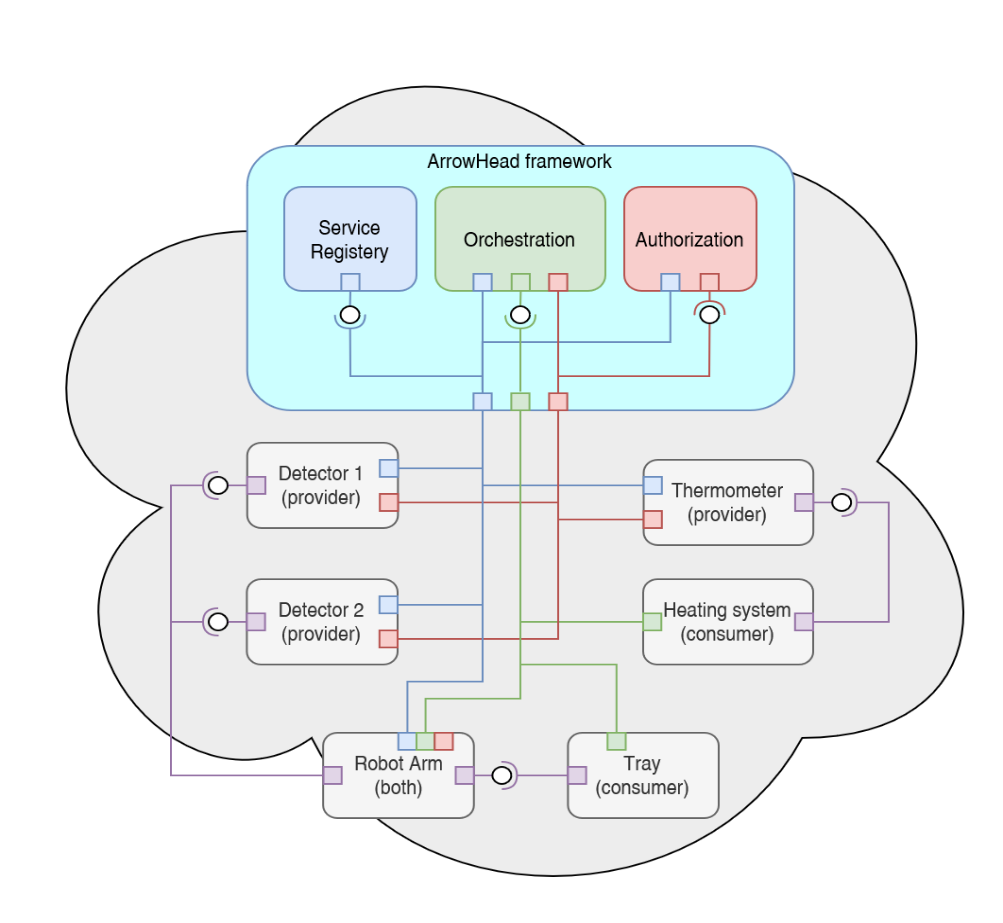 ArrowHead framework
Service
Registery
Orchestration
Authorization
Detector 1
(provider)
Thermometer
(provider)
Detector 2
(provider)
Heating system
(consumer)
Robot Arm
(both)
Tray
(consumer)